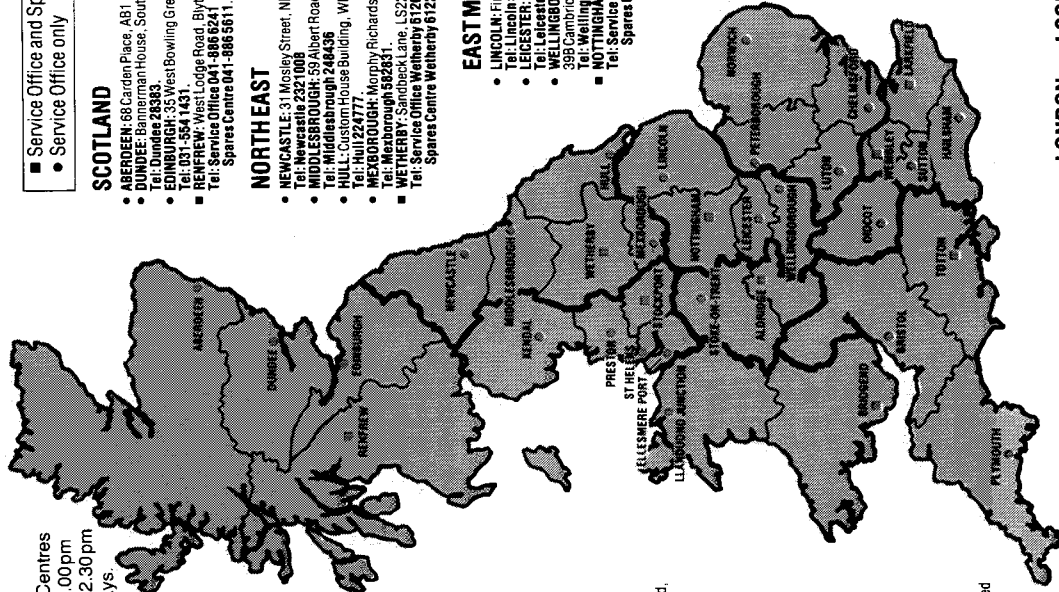 Centres
.00pm
2.30pm
ys.
■ Service Office and Sp
• Service Office only
SCOTLAND
• ABERDEEN: 68 Carden Place, AB1
• DUNDEE: Bannerman House, Sout
Tel: Dundee 28383.
• EDINBURGH: 35 West Bowling Gre
Tel: 031-554 1431.
■ RENFREW: West Lodge Road, Blyt
Tel: Service Office 041-886 6241
Spares Centre 041-886 5611.
NORTH EAST
• NEWCASTLE: 31 Mosley Street, N
Tel: Newcastle 2321008
• MIDDLESBROUGH: 59 Albert Road
Tel: Middlesbrough 248436
• HULL: Custom House Building, W
Tel: Hull 224777.
• MEXBOROUGH: Morphy Richards
Tel: Mexborough 582831.
■ WETHERBY: Sandbeck Lane, LS22
Tel: Service Office Wetherby 6120
Spares Centre Wetherby 612
EAST M
• LINCOLN: Fi
Tel: Lincoln
• LEICESTER:
Tel: Leiceste
• WELLINGBO
39B Cambric
Tel: Welling
■ NOTTINGHA
Tel: Service
Spares
ABERDEEN
DUNDEE
EDINBURGH
RENFREW
NEWCASTLE
MIDDLESBROUGH
KENDAL
WETHERBY
HULL
PRESTON
ST HELENS
STOCKPORT
MEXBOROUGH
LINCOLN
ELLESMERE PORT
LLANDUDNO JUNCTION
STOKE-ON-TRENT
NOTTINGHAM
ALDRIDGE
LEICESTER
WELLINGBOROUGH
PETERBOROUGH
NORWICH
LUTON
CHELMSFORD
BRIDGEND
BRISTOL
DIDCOT
WEMBLEY
SUTTON
LARKFIELD
HAILSHAM
TOTTON
PLYMOUTH
d,
ed